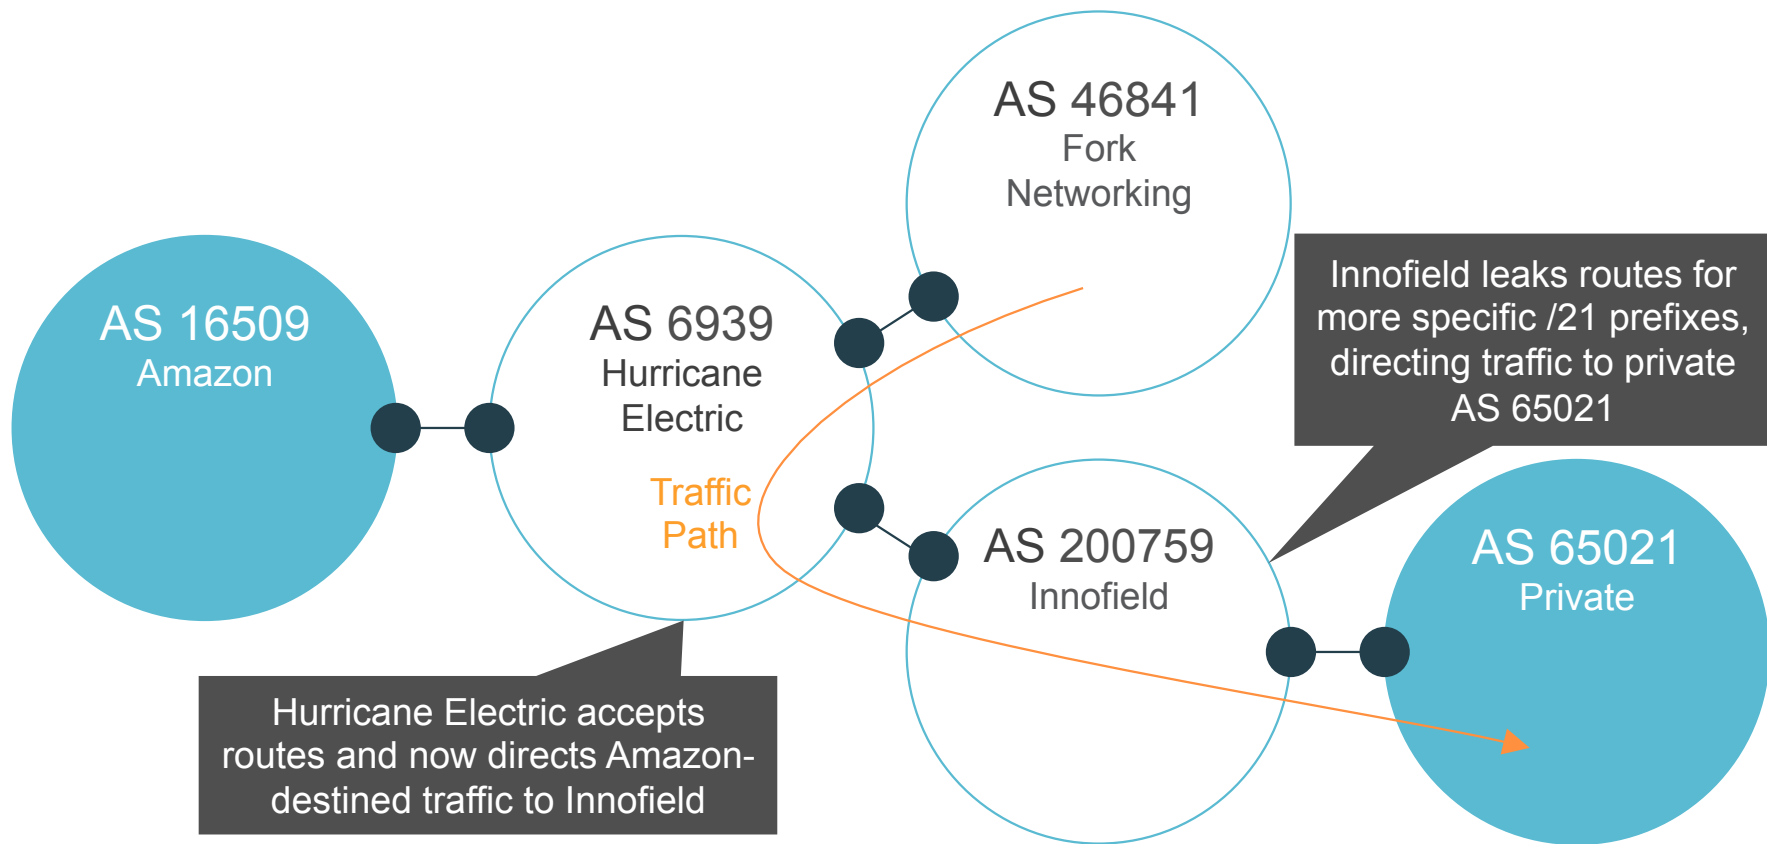 AS 46841
Fork
Networking
AS 16509
Amazon
AS 6939
Hurricane
Electric
Innofield leaks routes for
more specific /21 prefixes,
directing traffic to private
AS 65021
Traffic
Path
AS 200759
Innofield
AS 65021
Private
Hurricane Electric accepts
routes and now directs Amazon-
destined traffic to Innofield